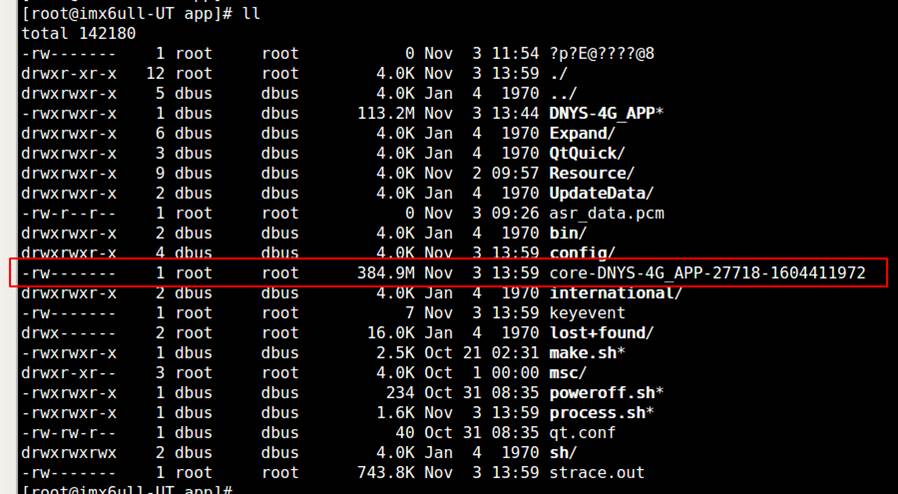 [root@imx6ull-UT app]# ll
total 142180
-rw------- 1 root root 0 Nov 3 11:54 ?p?E@????@8
drwxr-xr-x 12 root root 4.0K Nov 3 13:59 ./
drwxrwxr-x 5 dbus dbus 4.0K Jan 4 1970 ../
-rwxrwxr-x 1 dbus dbus 113.2M Nov 3 13:44 DNYS-4G_APP*
drwxrwxr-x 6 dbus dbus 4.0K Jan 4 1970 Expand/
drwxrwxr-x 3 dbus dbus 4.0K Jan 4 1970 QtQuick/
drwxrwxr-x 9 dbus dbus 4.0K Nov 2 09:57 Resource/
drwxrwxr-x 2 dbus dbus 4.0K Jan 4 1970 UpdateData/
-rw-r--r-- 1 root root 0 Nov 3 09:26 asr_data.pcm
drwxrwxr-x 2 dbus dbus 4.0K Jan 4 1970 bin/
drwxrwxr-x 4 dbus dbus 4.0K Nov 3 13:59 config/
-rw------- 1 root root 384.9M Nov 3 13:59 core-DNYS-4G_APP-27718-1604411972
drwxrwxr-x 2 dbus dbus 4.0K Jan 4 1970 international/
-rw------- 1 root root 7 Nov 3 13:59 keyevent
drwx------ 2 root root 16.0K Jan 4 1970 lost+found/
-rwxrwxr-x 1 dbus dbus 2.5K Oct 21 02:31 make.sh*
drwxr-xr-- 3 root root 4.0K Oct 1 00:00 msc/
-rwxrwxr-x 1 dbus dbus 234 Oct 31 08:35 poweroff.sh*
-rwxrwxr-x 1 dbus dbus 1.6K Nov 3 13:59 process.sh*
-rw-rw-r-- 1 dbus dbus 40 Oct 31 08:35 qt.conf
drwxrwxrwx 2 dbus dbus 4.0K Jan 4 1970 sh/
-rw------- 1 root root 743.8K Nov 3 13:59 strace.out
[root@imx6ull-UT app]#